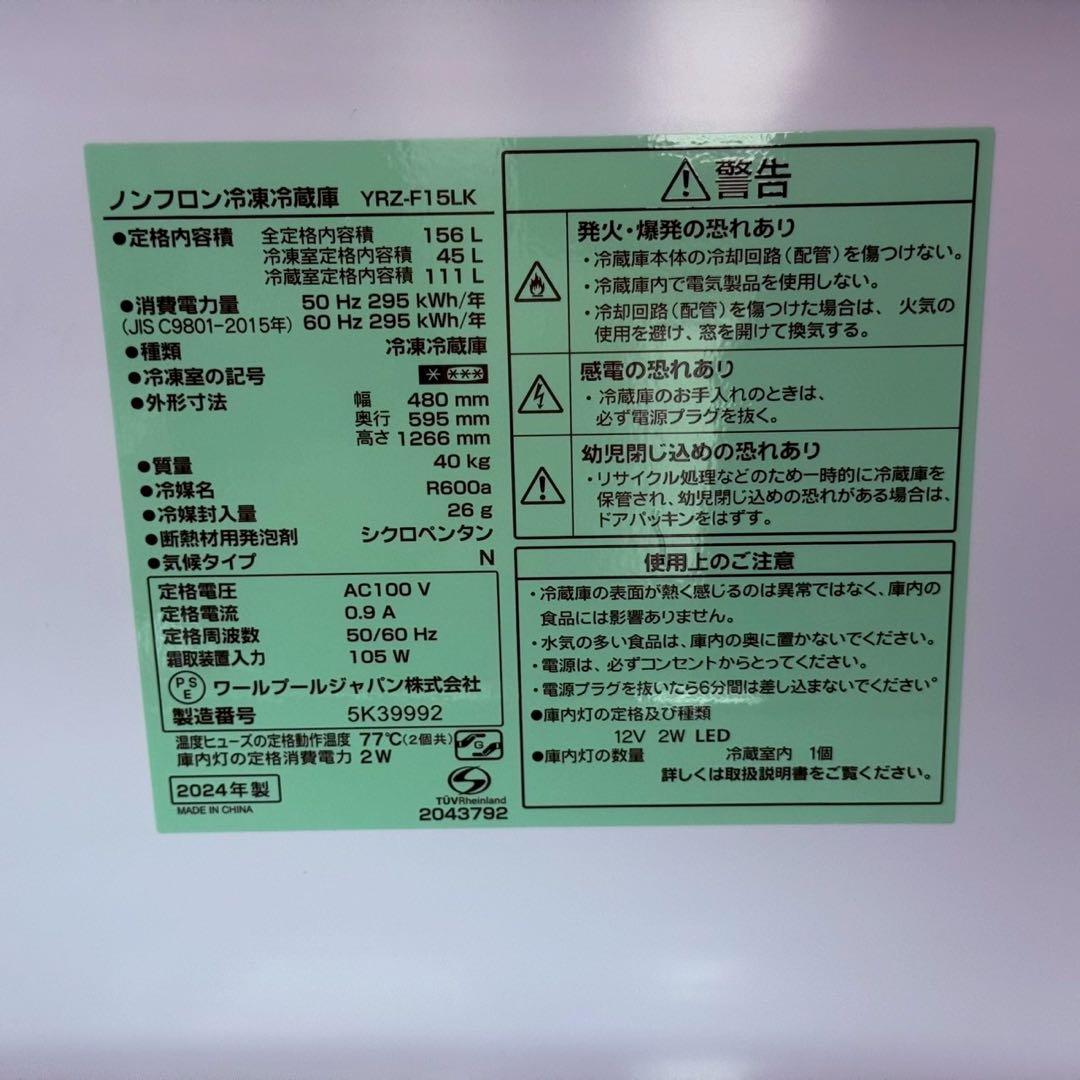 ノンフロン冷凍冷蔵庫 YRZ-F15LK
●定格内容積 全定格内容積 156 L
冷凍室定格内容積 45 L
冷蔵室定格内容積 111 L
●消費電力量 50 Hz 295 kWh/年
(JIS C9801-2015年) 60 Hz 295 kWh/年
●種類 冷凍冷蔵庫
●冷凍室の記号 * ***
●外形寸法 幅 480 mm
奥行 595 mm
高さ 1266 mm
●質量 40 kg
●冷媒名 R600a
●冷媒封入量 26 g
●断熱材用発泡剤 シクロペンタン
●気候タイプ N
定格電圧 AC100 V
定格電流 0.9 A
定格周波数 50/60 Hz
霜取装置入力 105 W
PSE ワールプールジャパン株式会社
製造番号 5K39992
温度ヒューズの定格動作温度 77℃(2個共)
庫内灯の定格消費電力 2W
G
2024年製
MADE IN CHINA
TÜVRheinland
2043792
警告
発火・爆発の恐れあり
・冷蔵庫本体の冷却回路(配管)を傷つけない。
・冷蔵庫内で電気製品を使用しない。
・冷却回路(配管)を傷つけた場合は、火気の
使用を避け、窓を開けて換気する。
感電の恐れあり
・冷蔵庫のお手入れのときは、
必ず電源プラグを抜く。
幼児閉じ込めの恐れあり
・リサイクル処理などのため一時的に冷蔵庫を
保管され、幼児閉じ込めの恐れがある場合は、
ドアパッキンをはずす。
使用上のご注意
・冷蔵庫の表面が熱く感じるのは異常ではなく、庫内の
食品には影響ありません。
・水気の多い食品は、庫内の奥に置かないでください。
・電源は、必ずコンセントからとってください。
・電源プラグを抜いたら6分間は差し込まないでください。
●庫内灯の定格及び種類
12V 2W LED
●庫内灯の数量 冷蔵室内 1個
詳しくは取扱説明書をご覧ください。